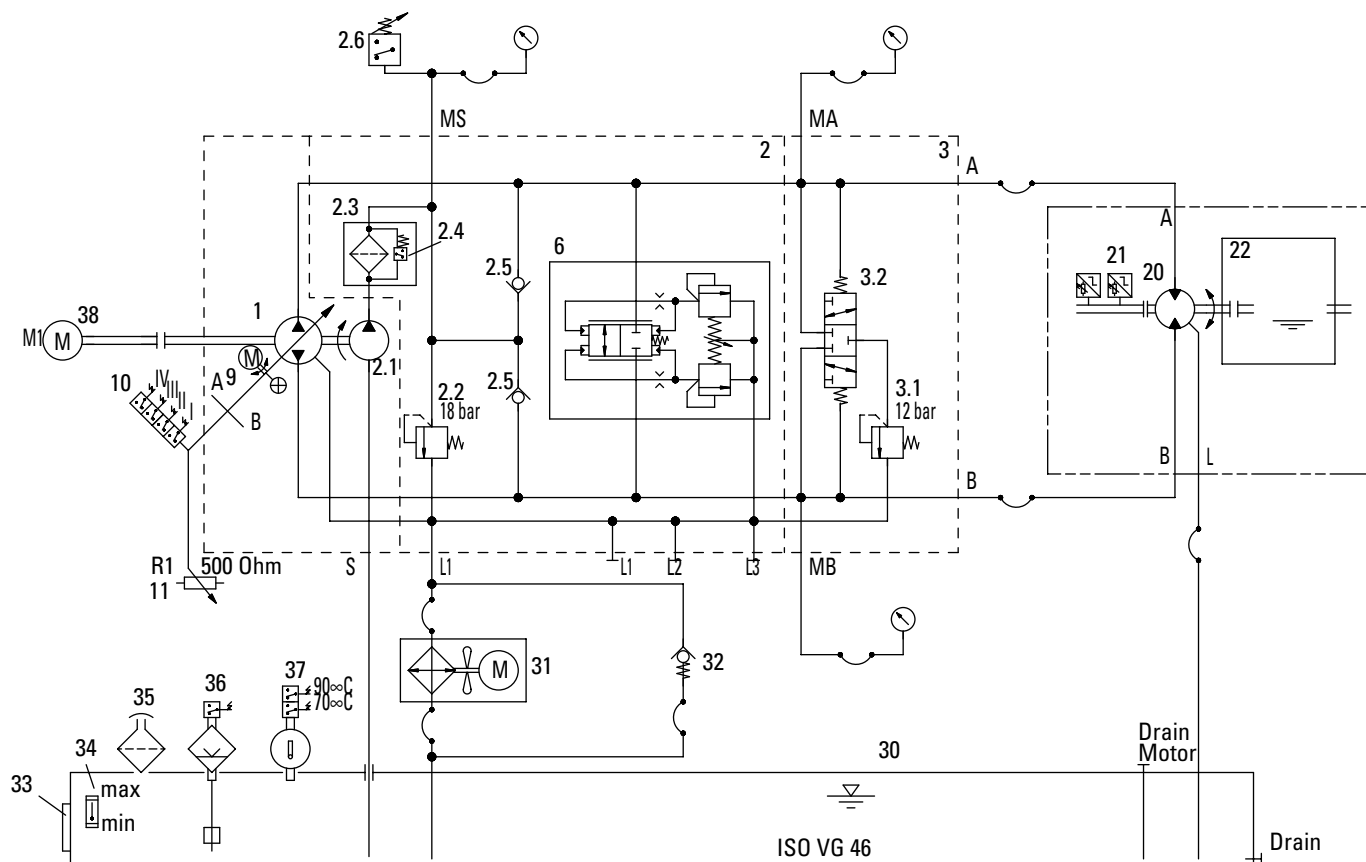 2.6
MS
MA
2
3
A
2.3
2.4
A
6
2.5
3.2
21
20
22
38
1
M1
M
M
2.1
10
IV
III
II
I
A
9
B
2.5
2.2
18 bar
3.1
12 bar
B
L
B
R1
500 Ohm
11
S
L1
L1
L2
L3
MB
M
31
32
35
36
37
90∞C
70∞C
30
Drain
Motor
34
33
max
min
ISO VG 46
Drain